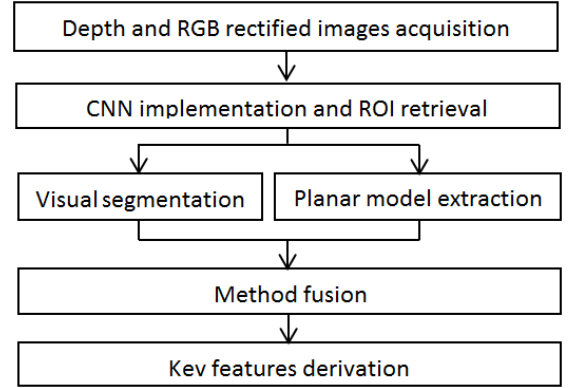 Depth and RGB rectified images acquisition
CNN implementation and ROI retrieval
Visual segmentation
Planar model extraction
Method fusion
Kev features derivation